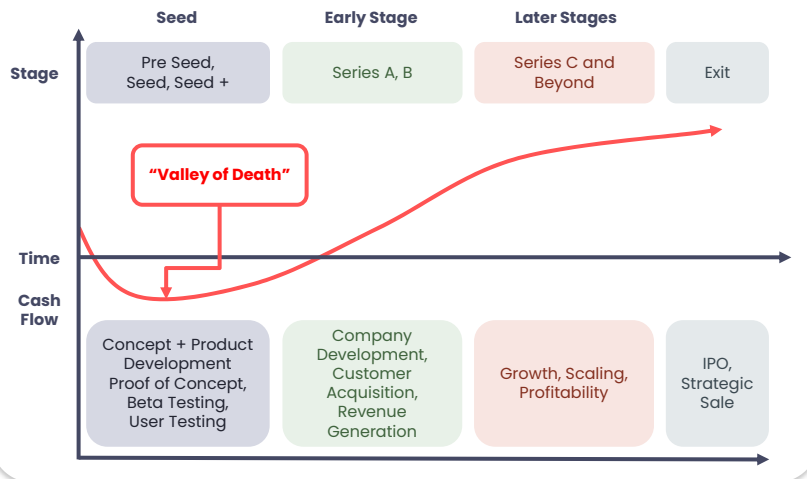 Seed
Early Stage
Later Stages
Stage
Pre Seed,
Seed, Seed +
Series A, B
Series C and
Beyond
Exit
“Valley of Death”
Time
Cash
Flow
Concept + Product
Development
Proof of Concept,
Beta Testing,
User Testing
Company
Development,
Customer
Acquisition,
Revenue
Generation
Growth, Scaling,
Profitability
IPO,
Strategic
Sale